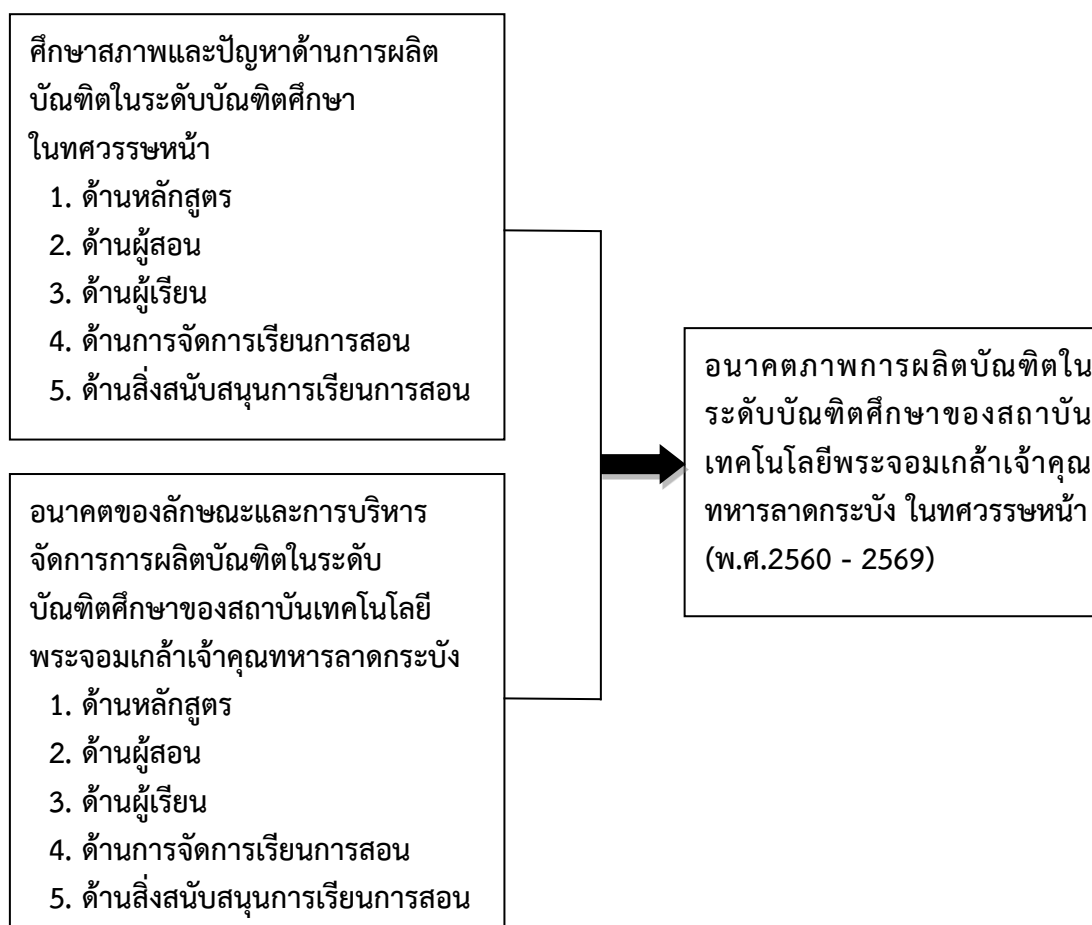 ศึกษาสภาพและปัญหาด้านการผลิต
บัณฑิตในระดับบัณฑิตศึกษา
ในทศวรรษหน้า
1. ด้านหลักสูตร
2. ด้านผู้สอน
3. ด้านผู้เรียน
4. ด้านการจัดการเรียนการสอน
5. ด้านสิ่งสนับสนุนการเรียนการสอน
อนาคตของลักษณะและการบริหาร
จัดการการผลิตบัณฑิตในระดับ
บัณฑิตศึกษาของสถาบันเทคโนโลยี
พระจอมเกล้าเจ้าคุณทหารลาดกระบัง
1. ด้านหลักสูตร
2. ด้านผู้สอน
3. ด้านผู้เรียน
4. ด้านการจัดการเรียนการสอน
5. ด้านสิ่งสนับสนุนการเรียนการสอน
อนาคตภาพการผลิตบัณฑิตใน
ระดับบัณฑิตศึกษาของสถาบัน
เทคโนโลยีพระจอมเกล้าเจ้าคุณ
ทหารลาดกระบัง ในทศวรรษหน้า
(พ.ศ.2560 - 2569)